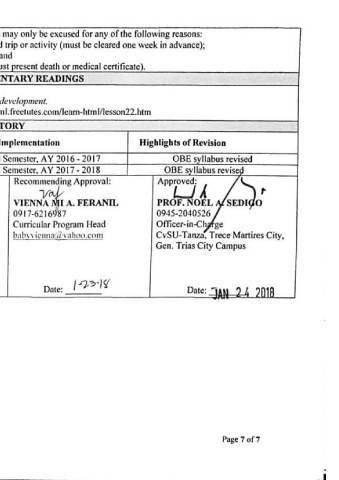 may only be excused for any of the following reasons:
d trip or activity (must be cleared one week in advance);
and
ust present death or medical certificate).
NTARY READINGS
development.
ml.freetutes.com/learn-html/lesson22.htm
TORY
mplementation Highlights of Revision
Semester, AY 2016 - 2017 OBE syllabus revised
Semester, AY 2017 - 2018 OBE syllabus revised
Recommending Approval: Approved:
VIENNA MI A. FERANIL PROF. NOEL A. SEDIGO
0917-6216987 0945-2040526
Curricular Program Head Officer-in-Charge
babyvienna@yahoo.com CvSU-Tanza, Trece Martires City,
Gen. Trias City Campus
Date: 1-23-18 Date: JAN 24 2018
Page 7 of 7